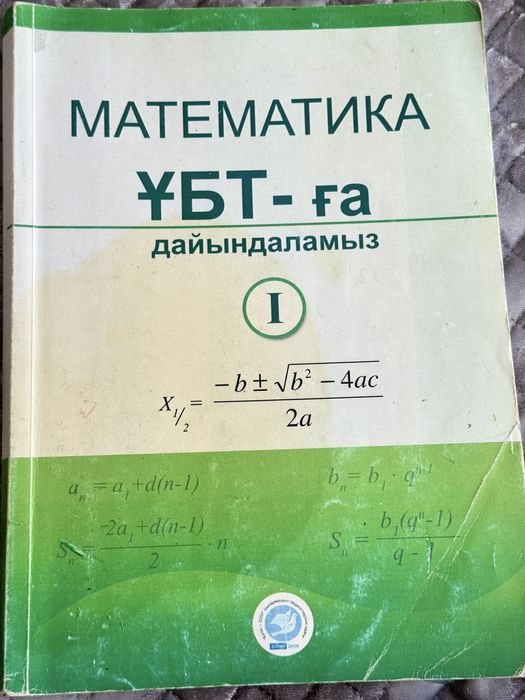 МАТЕМАТИКА
ҰБТ- ға
дайындаламыз
I
X₁/₂ = (-b ± √(b² - 4ac)) / 2a
aₙ = a₁+d(n-1)
bₙ = b₁ · qⁿ⁻¹
Sₙ = (2a₁+d(n-1)) / 2 · n
Sₙ = b₁(qⁿ-1) / (q - 1)